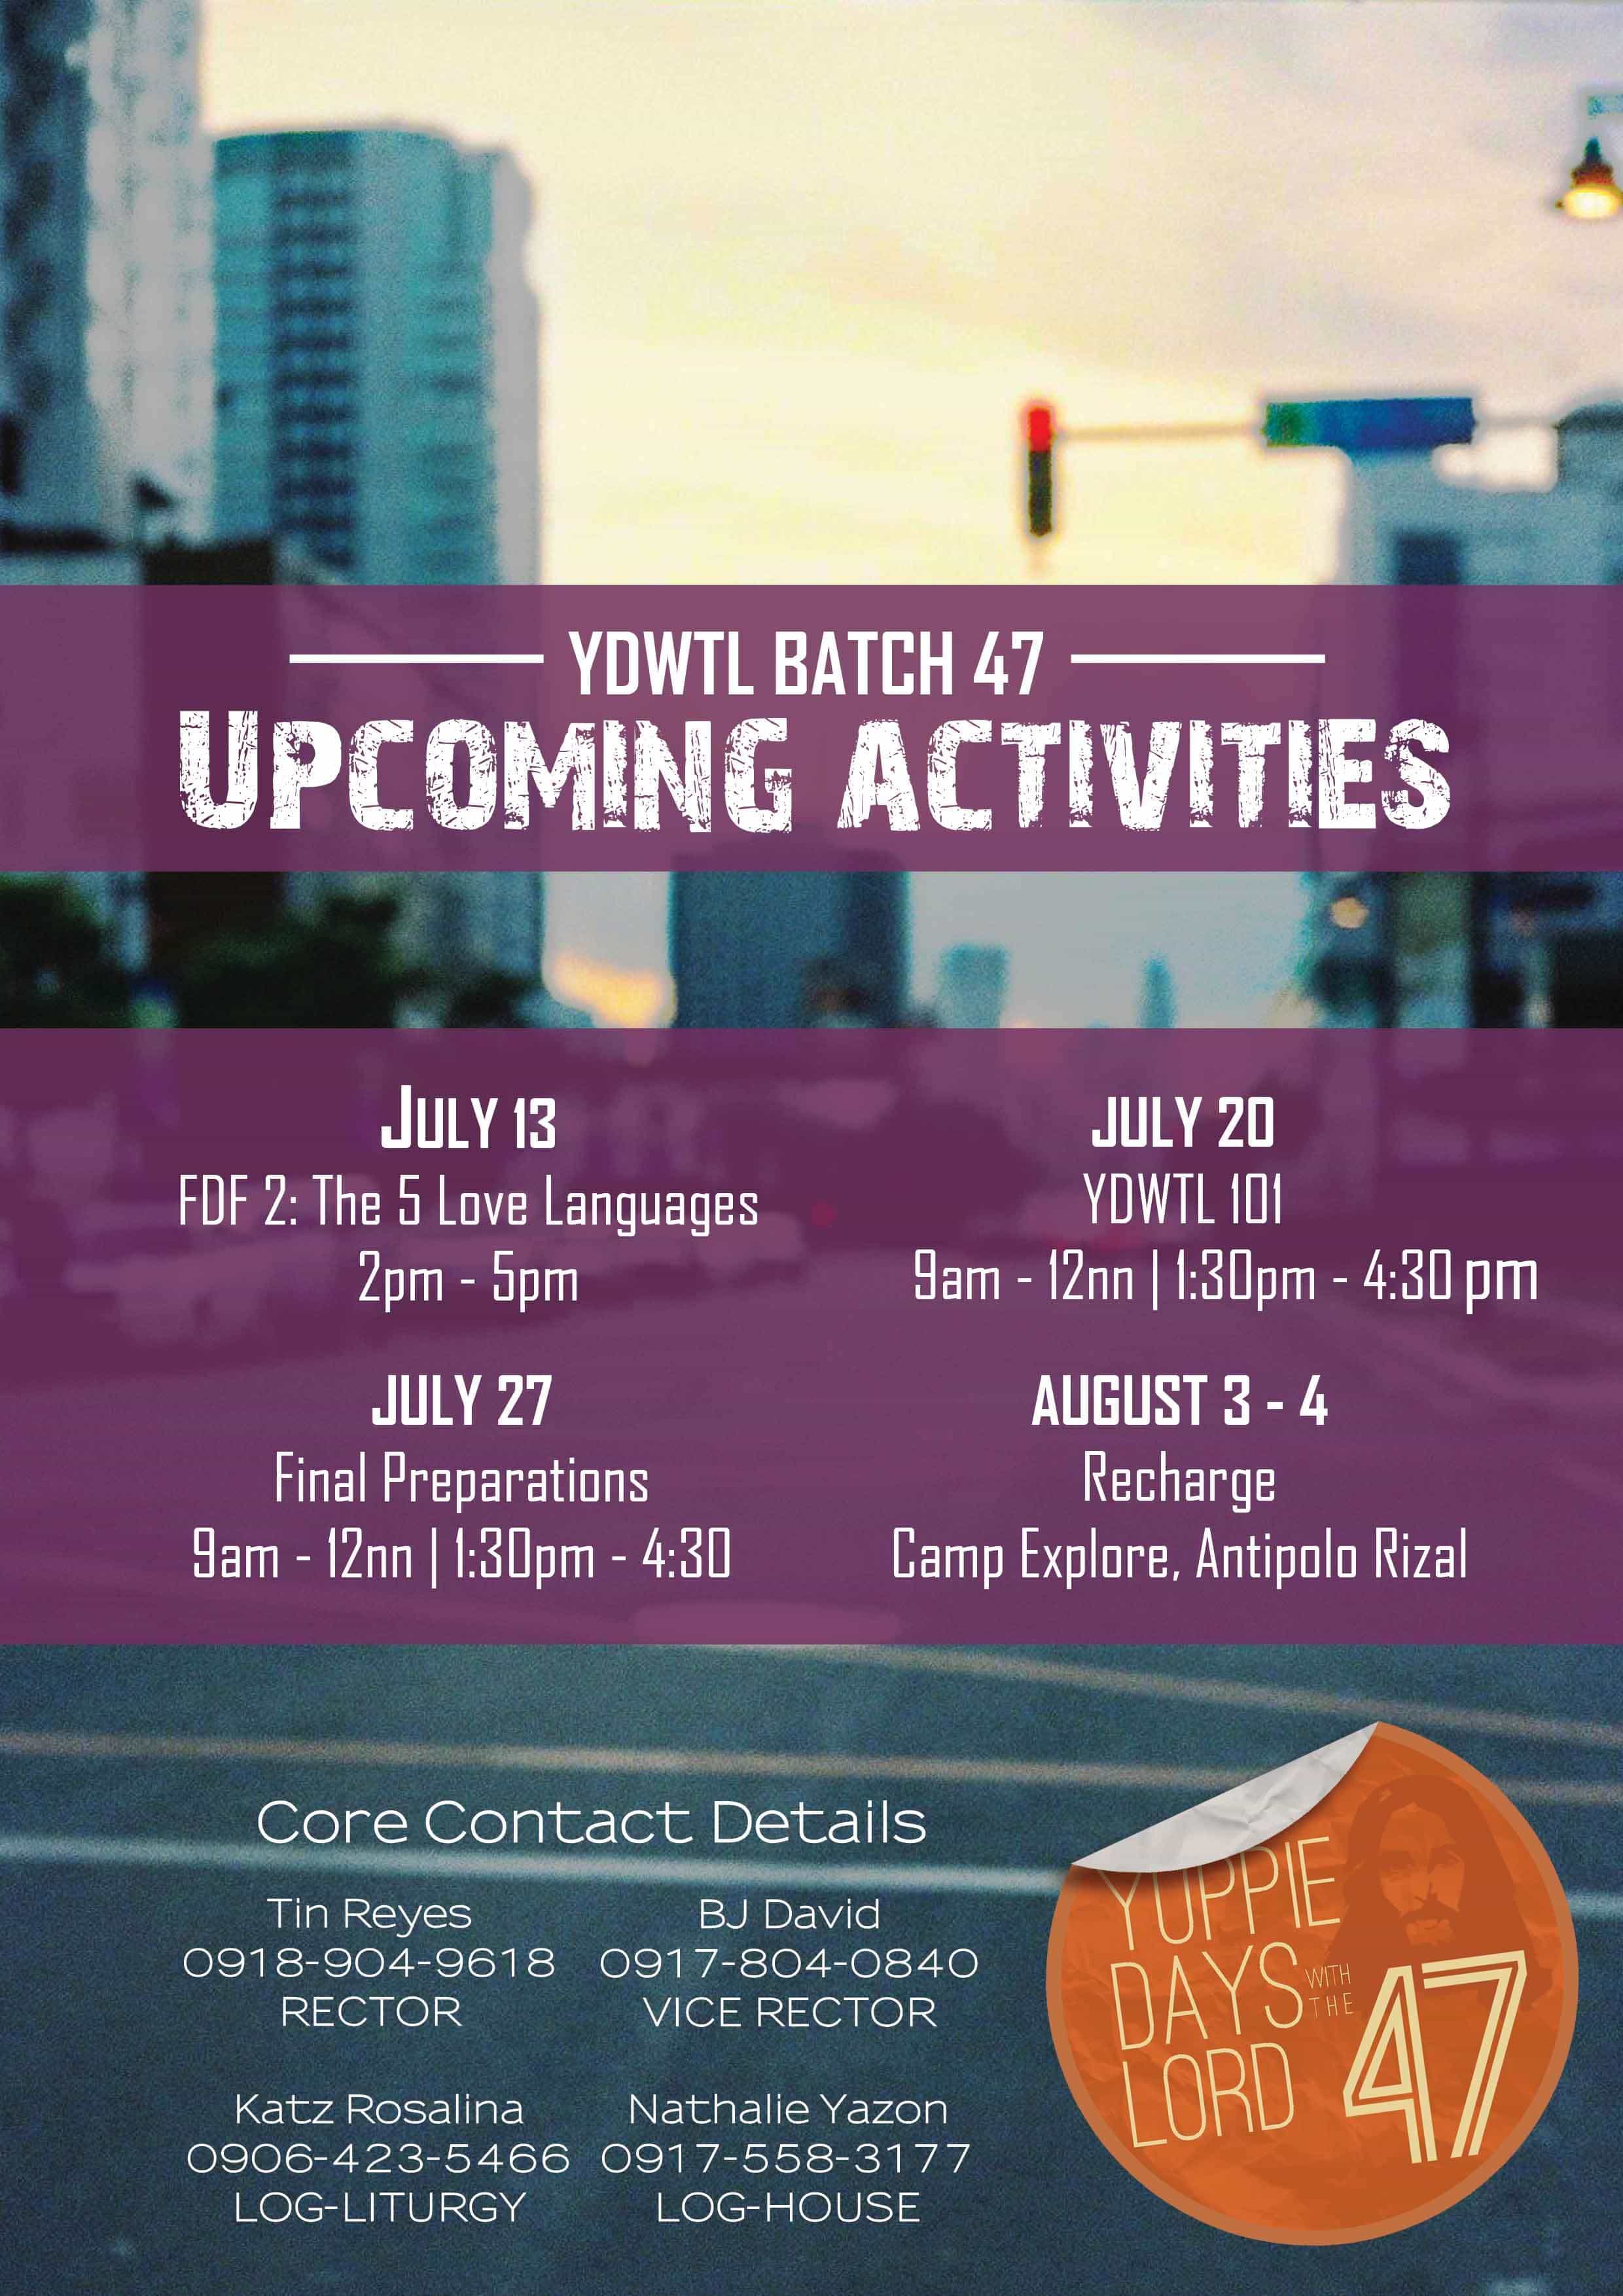 YDWTL BATCH 47
UPCOMING ACTIVITIES
JULY 13
FDF 2: The 5 Love Languages
2pm - 5pm
JULY 20
YDWTL 101
9am - 12nn | 1:30pm - 4:30 pm
JULY 27
Final Preparations
9am - 12nn | 1:30pm - 4:30
AUGUST 3 - 4
Recharge
Camp Explore, Antipolo Rizal
Core Contact Details
Tin Reyes
0918-904-9618
RECTOR
BJ David
0917-804-0840
VICE RECTOR
Katz Rosalina
0906-423-5466
LOG-LITURGY
Nathalie Yazon
0917-558-3177
LOG-HOUSE
YUPPIE
DAYS
WITH
THE
LORD
47